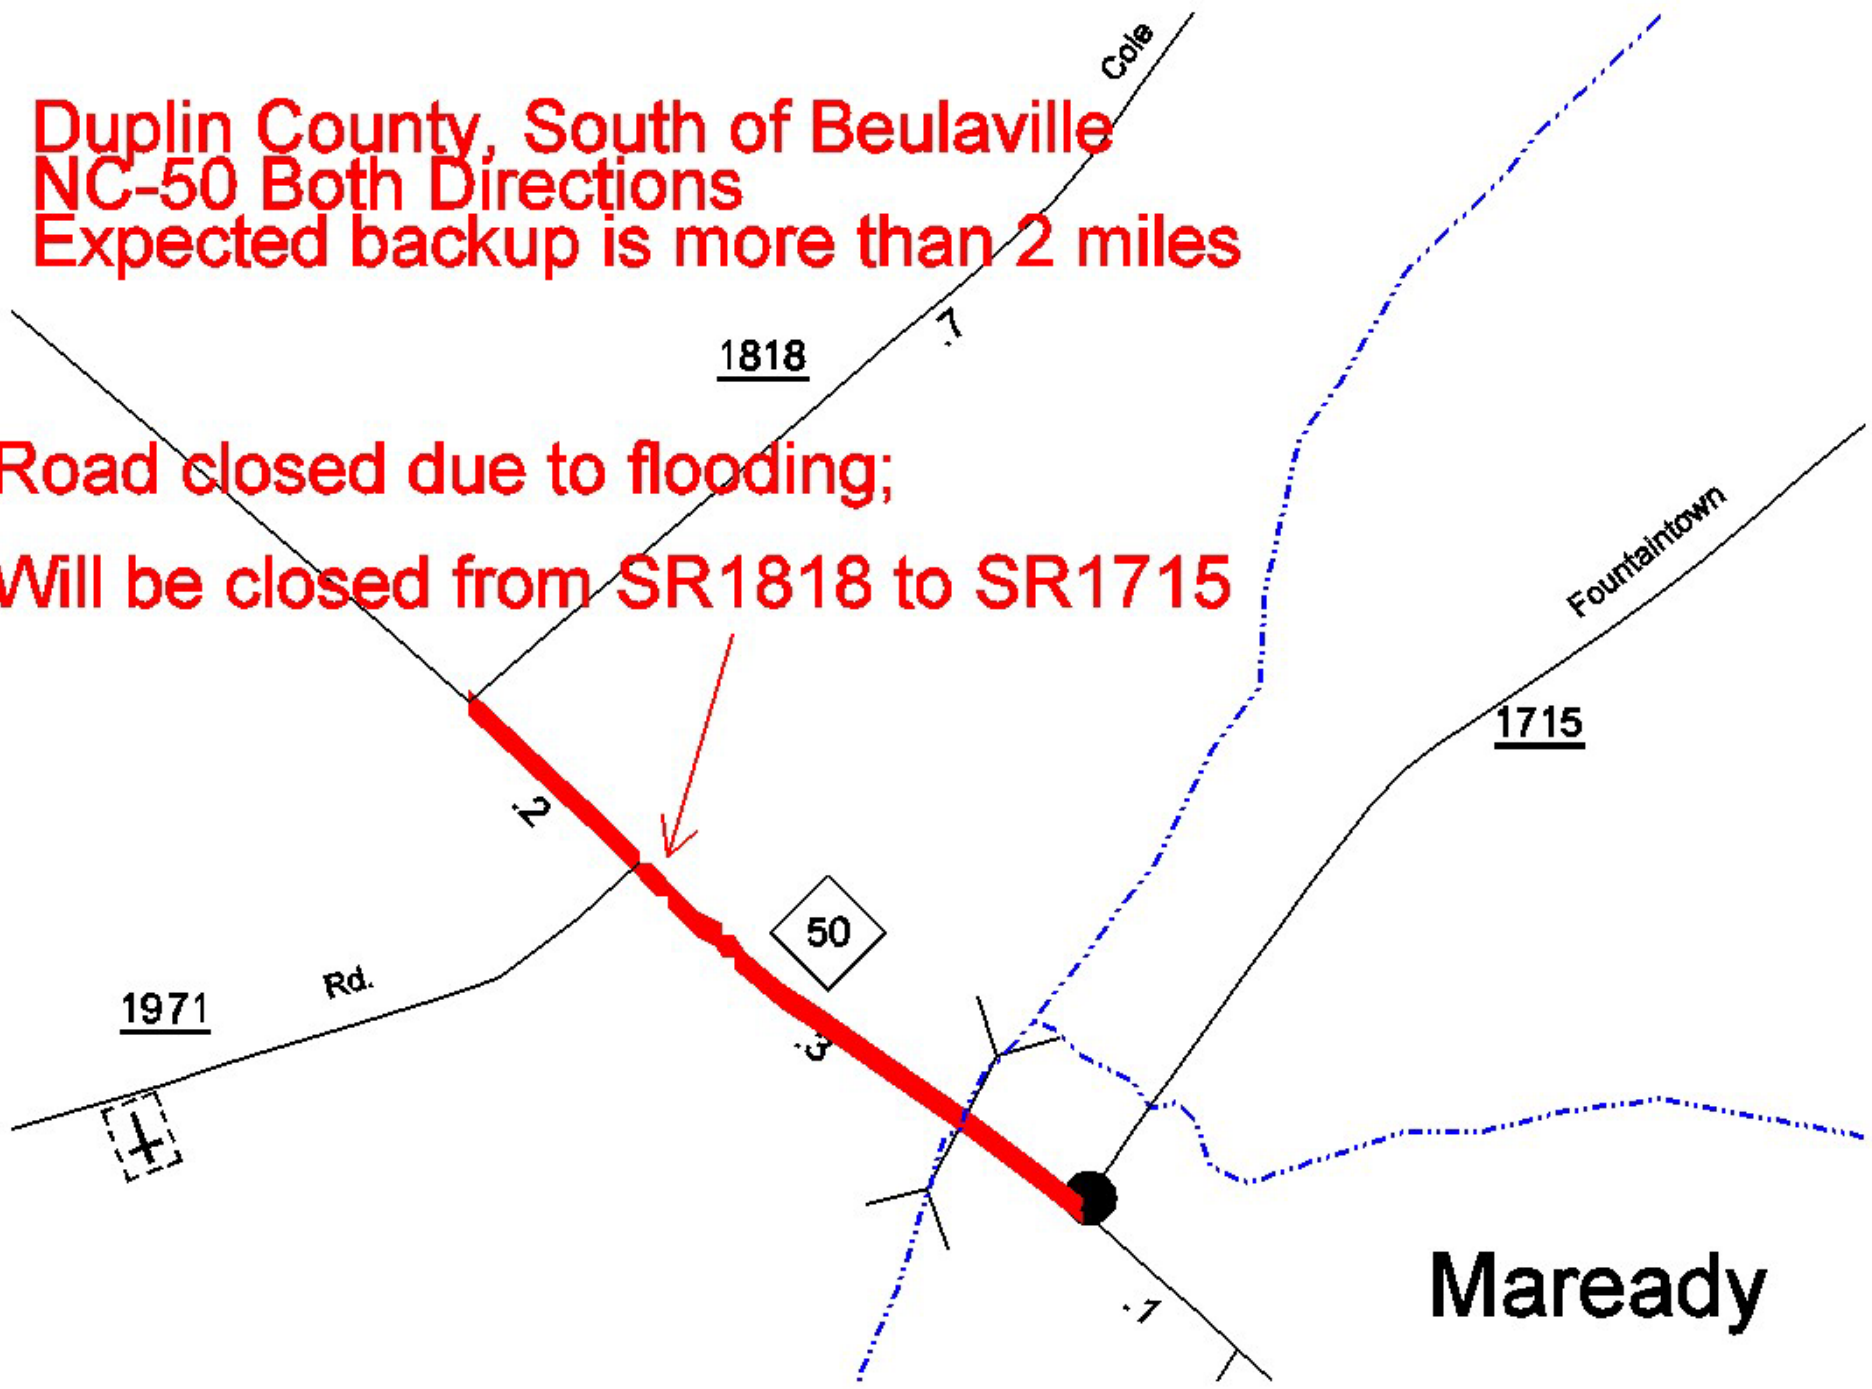 Cole
Duplin County, South of Beulaville
NC-50 Both Directions
Expected backup is more than 2 miles
.7
1818
Road closed due to flooding;
Fountaintown
Will be closed from SR1818 to SR1715
1715
.2
50
Rd.
1971
.3
Maready
.1